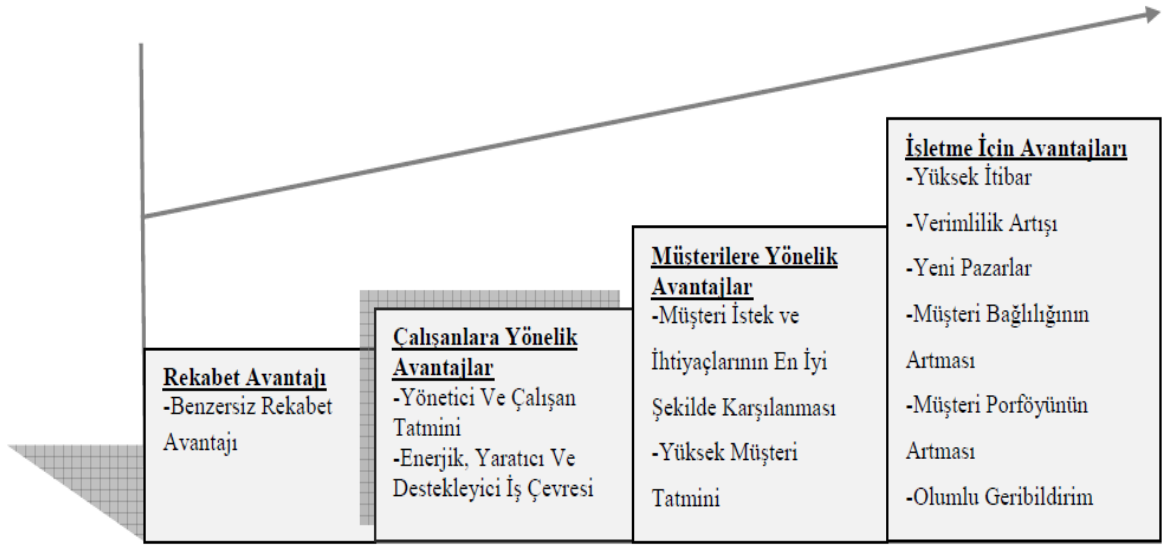 Rekabet Avantajı
-Benzersiz Rekabet
Avantajı
Çalışanlara Yönelik
Avantajlar
-Yönetici Ve Çalışan
Tatmini
-Enerjik, Yaratıcı Ve
Destekleyici İş Çevresi
Müşterilere Yönelik
Avantajlar
-Müşteri İstek ve
İhtiyaçlarının En İyi
Şekilde Karşılanması
-Yüksek Müşteri
Tatmini
İşletme İçin Avantajları
-Yüksek İtibar
-Verimlilik Artışı
-Yeni Pazarlar
-Müşteri Bağlılığının
Artması
-Müşteri Porföyünün
Artması
-Olumlu Geribildirim